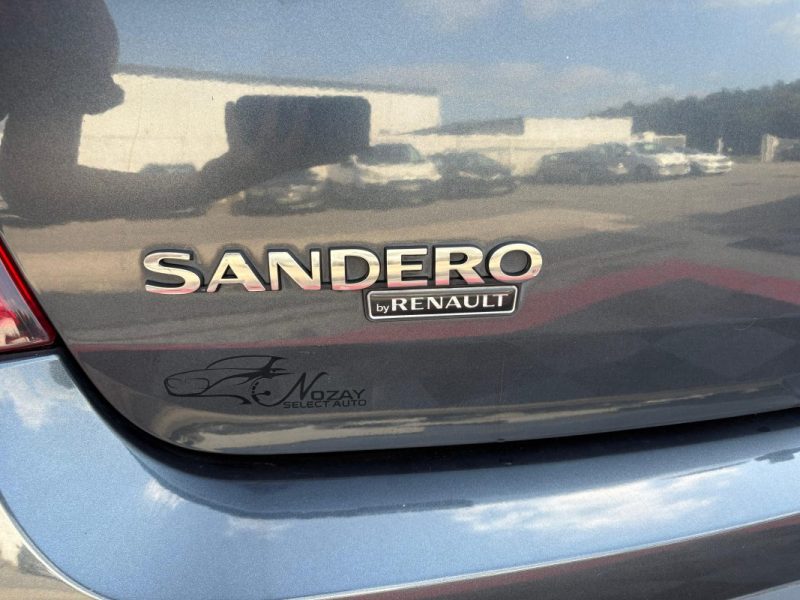 SANDERO
by RENAULT
NOZAY
SELECT AUTO